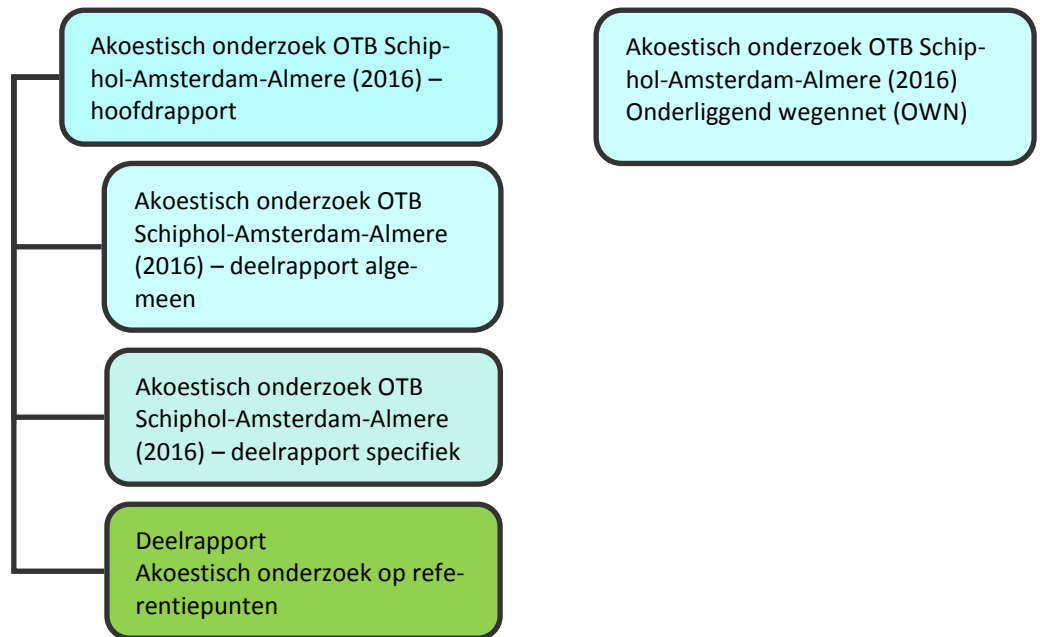 Akoestisch onderzoek OTB Schip-
hol-Amsterdam-Almere (2016) –
hoofdrapport
Akoestisch onderzoek OTB Schip-
hol-Amsterdam-Almere (2016)
Onderliggend wegennet (OWN)
Akoestisch onderzoek OTB
Schiphol-Amsterdam-Almere
(2016) – deelrapport alge-
meen
Akoestisch onderzoek OTB
Schiphol-Amsterdam-Almere
(2016) – deelrapport specifiek
Deelrapport
Akoestisch onderzoek op refe-
rentiepunten